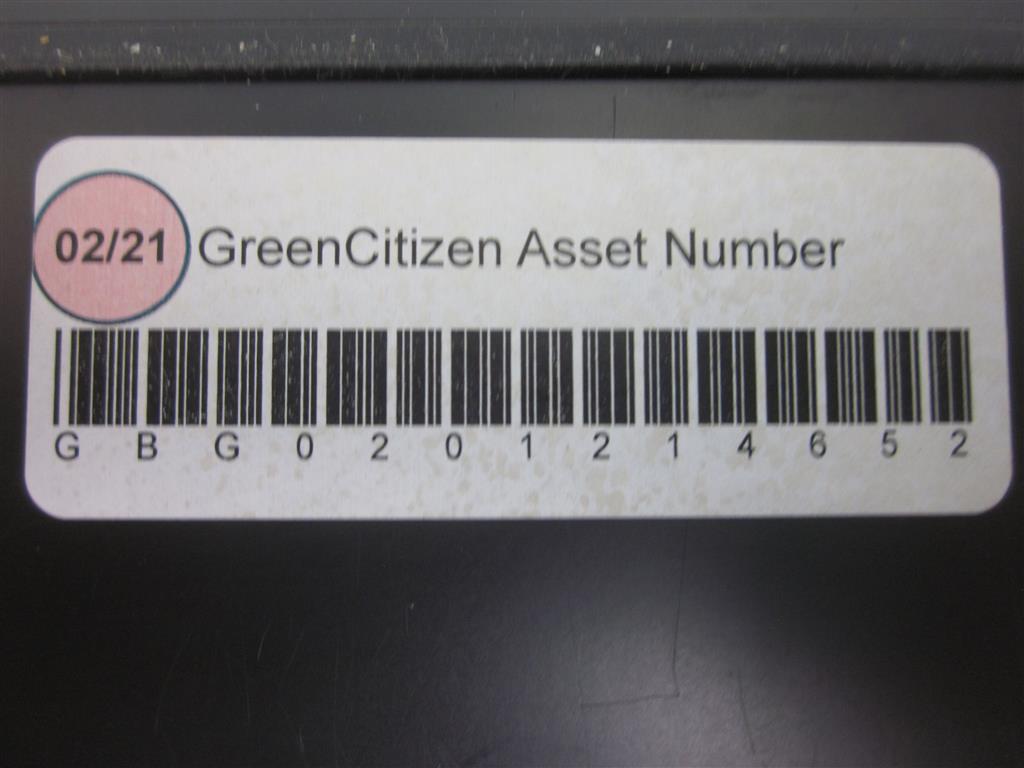 02/21 GreenCitizen Asset Number
G B G 0 2 0 1 2 1 4 6 5 2